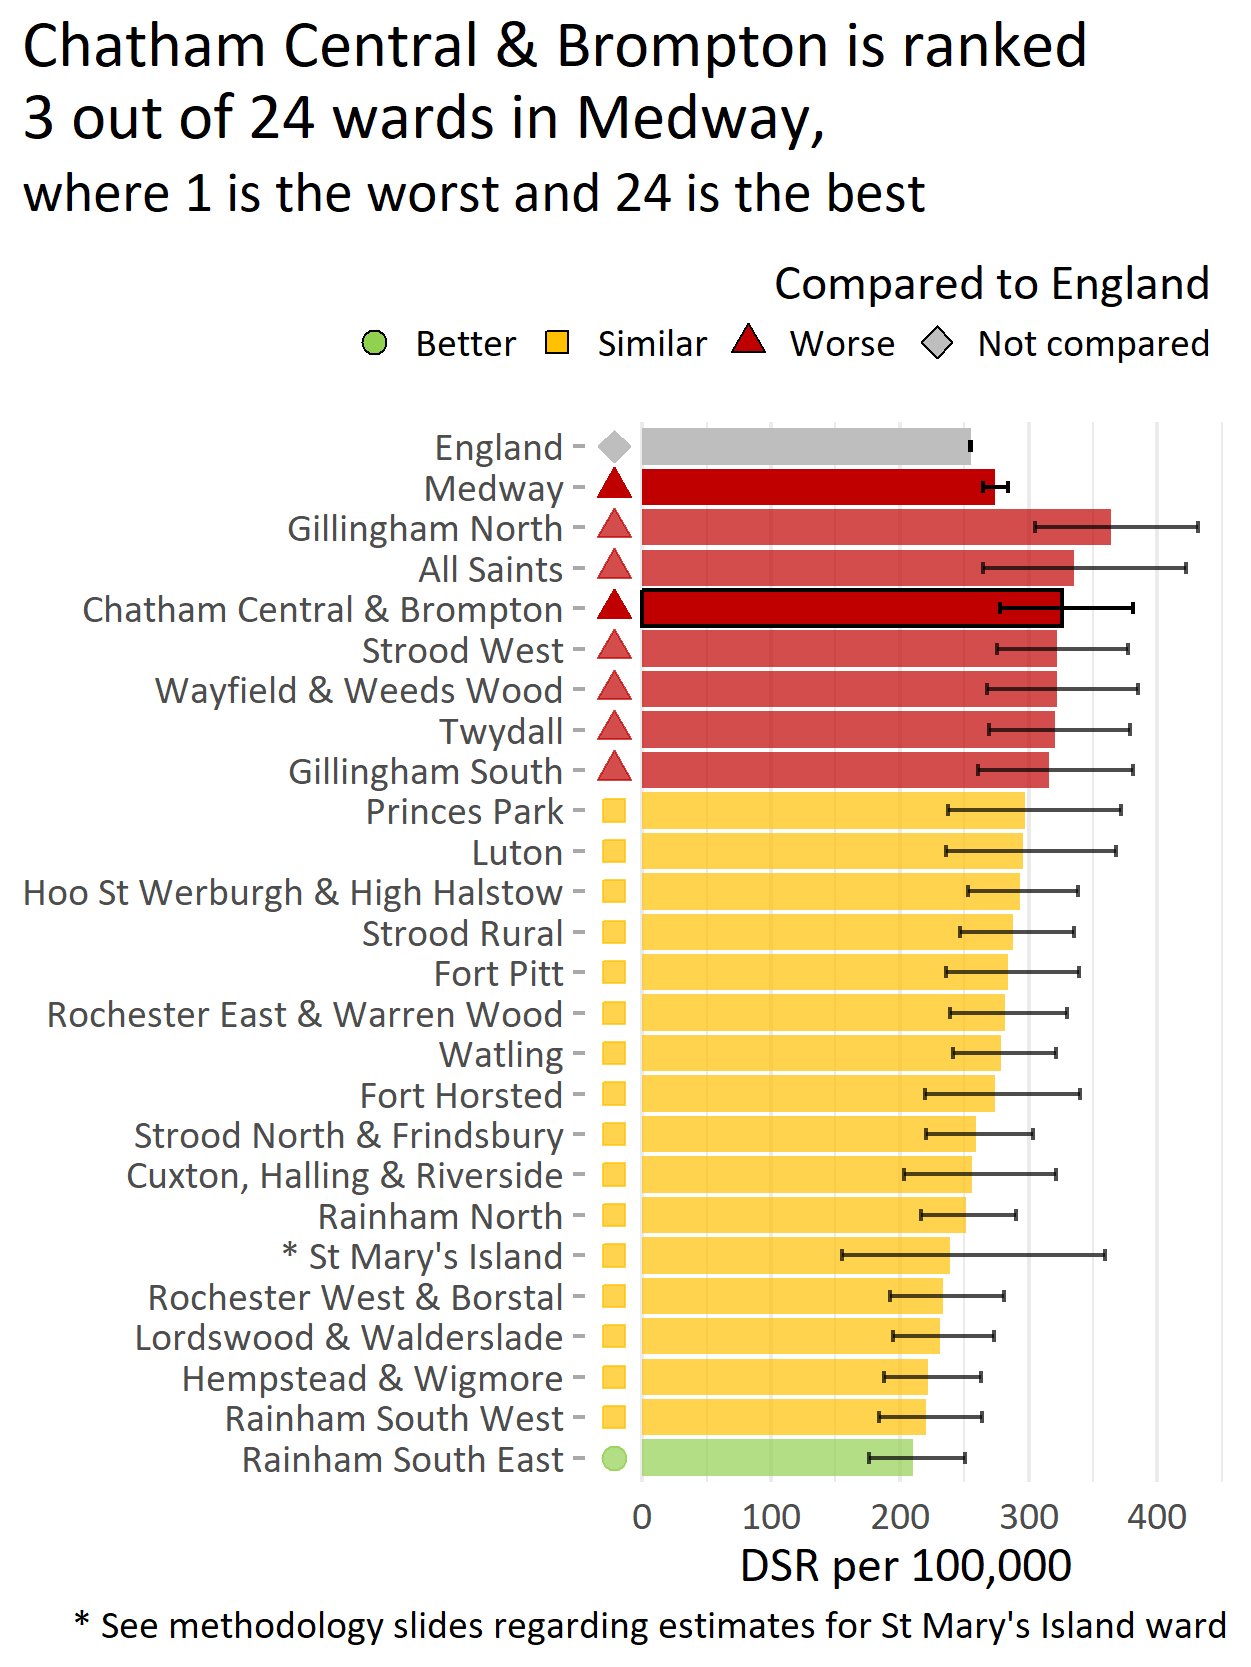 Chatham Central & Brompton is ranked
3 out of 24 wards in Medway,
where 1 is the worst and 24 is the best
Compared to England
Better Similar Worse Not compared
England
Medway
Gillingham North
All Saints
Chatham Central & Brompton
Strood West
Wayfield & Weeds Wood
Twydall
Gillingham South
Princes Park
Luton
Hoo St Werburgh & High Halstow
Strood Rural
Fort Pitt
Rochester East & Warren Wood
Watling
Fort Horsted
Strood North & Frindsbury
Cuxton, Halling & Riverside
Rainham North
* St Mary's Island
Rochester West & Borstal
Lordswood & Walderslade
Hempstead & Wigmore
Rainham South West
Rainham South East
0 100 200 300 400
DSR per 100,000
* See methodology slides regarding estimates for St Mary's Island ward